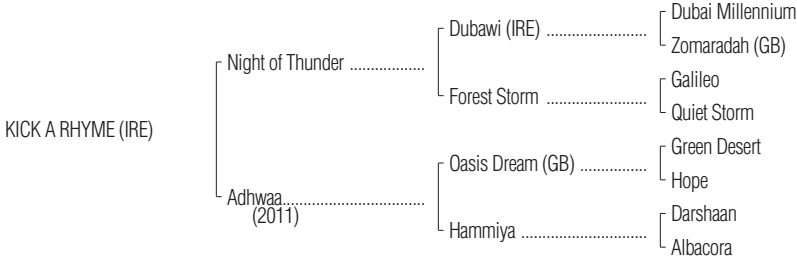 Dubai Millennium
Dubawi (IRE) ........................
Zomaradah (GB)
Night of Thunder ..................
Galileo
Forest Storm ........................
Quiet Storm
KICK A RHYME (IRE)
Green Desert
Oasis Dream (GB) ................
Hope
Adhwaa..................................
(2011)
Darshaan
Hammiya ..............................
Albacora